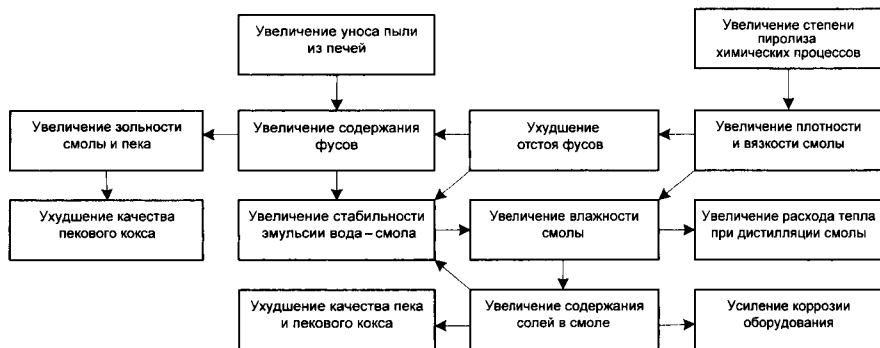 Увеличение уноса пыли
из печей
Увеличение степени
пиролиза
химических процессов
Увеличение зольности
смолы и пека
Увеличение содержания
фусов
Ухудшение
отстоя фусов
Увеличение плотности
и вязкости смолы
Ухудшение качества
пекового кокса
Увеличение стабильности
эмульсии вода – смола
Увеличение влажности
смолы
Увеличение расхода тепла
при дистилляции смолы
Ухудшение качества пека
и пекового кокса
Увеличение содержания
солей в смоле
Усиление коррозии
оборудования